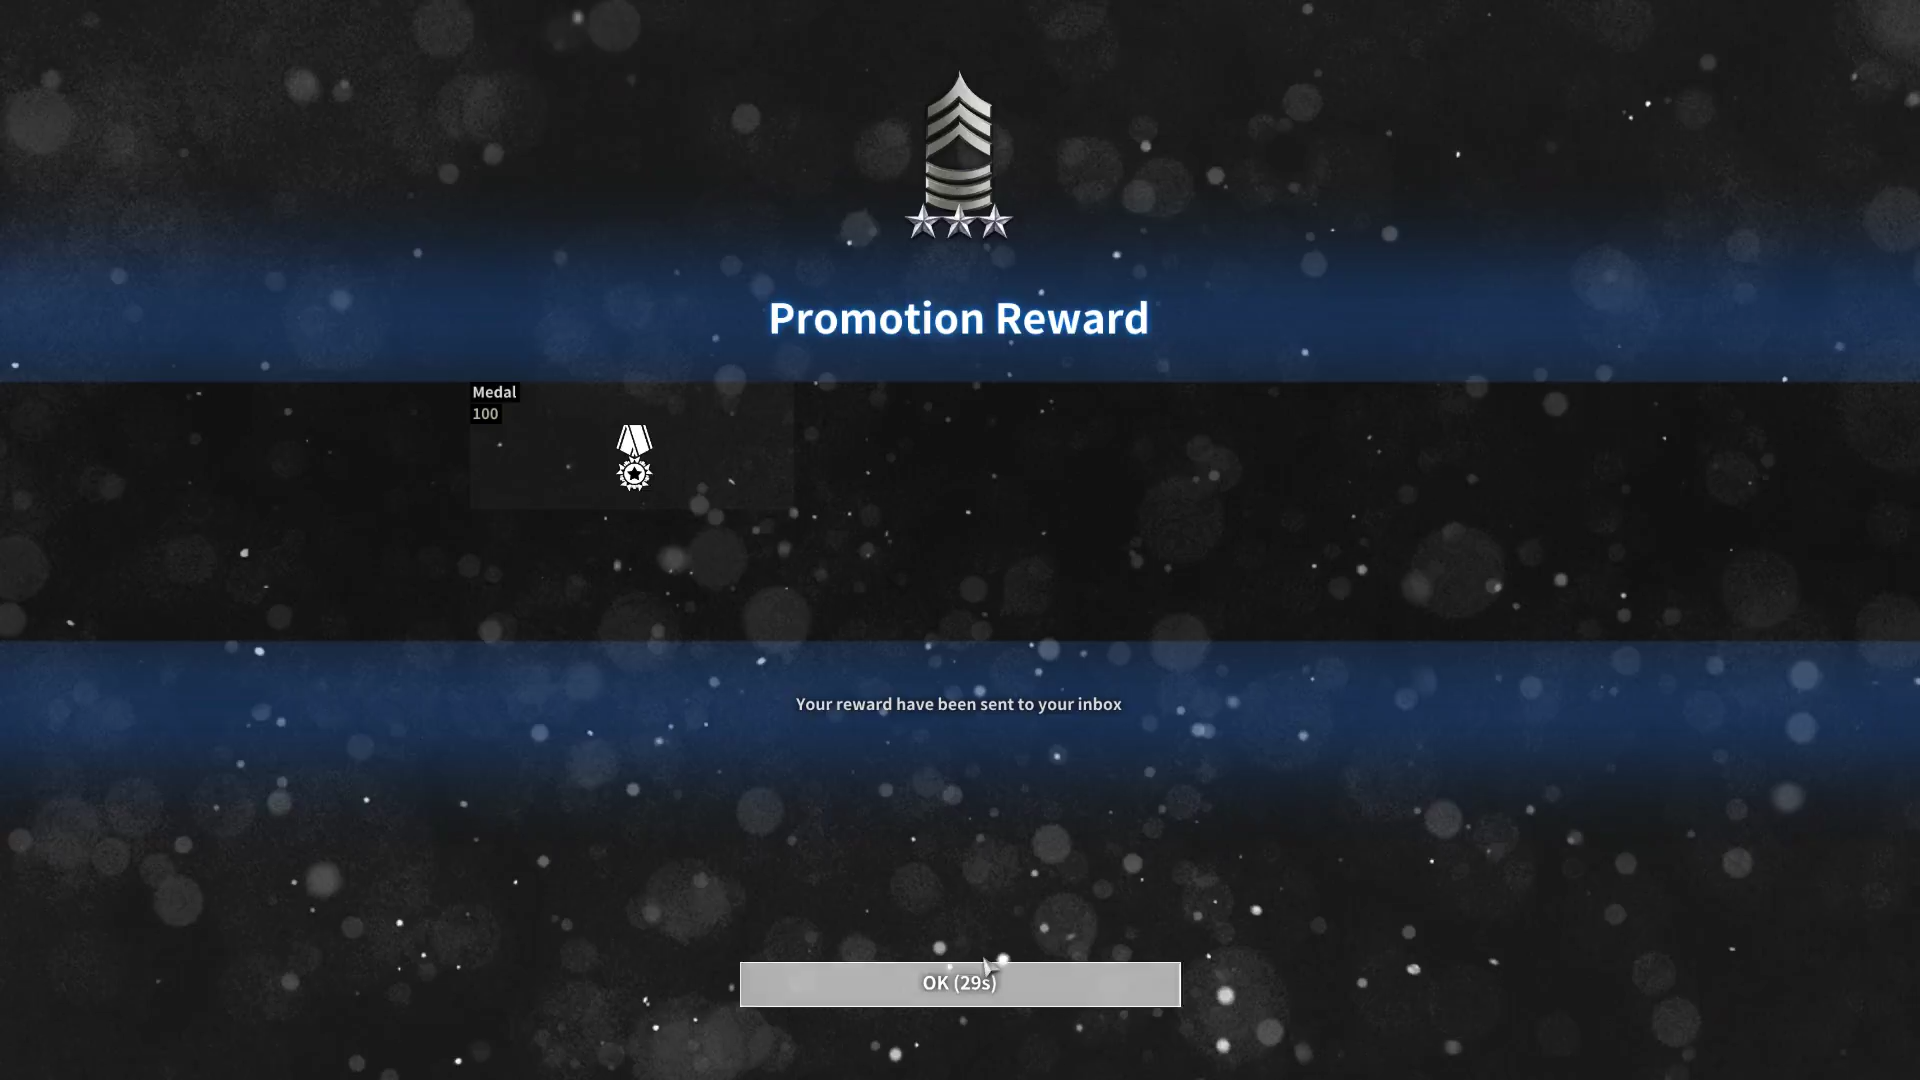 Promotion Reward
Medal
100
Your reward have been sent to your inbox
OK (29s)